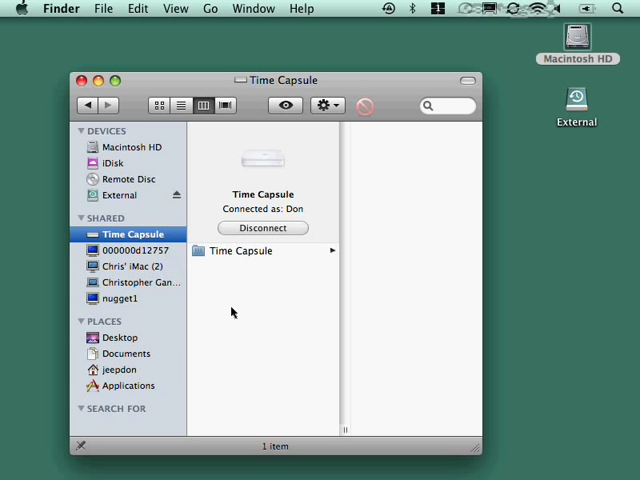 Finder File Edit View Go Window Help 1
Macintosh HD
External
Time Capsule
DEVICES
Macintosh HD
iDisk
Remote Disc
External
SHARED
Time Capsule
000000d12757
Chris' iMac (2)
Christopher Gan...
nugget1
PLACES
Desktop
Documents
jeepdon
Applications
SEARCH FOR
Time Capsule
Connected as: Don
Disconnect
Time Capsule
1 item